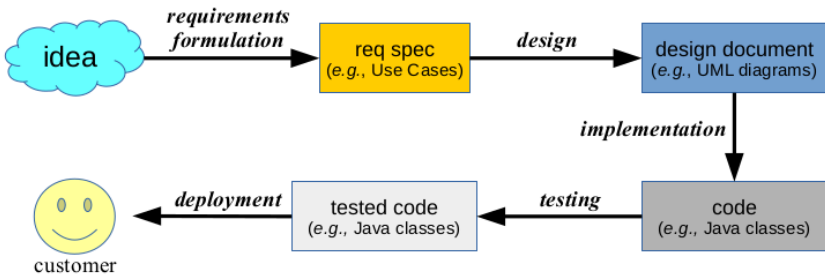 requirements
formulation
idea
req spec
(e.g., Use Cases)
design
design document
(e.g., UML diagrams)
implementation
code
(e.g., Java classes)
testing
tested code
(e.g., Java classes)
deployment
customer